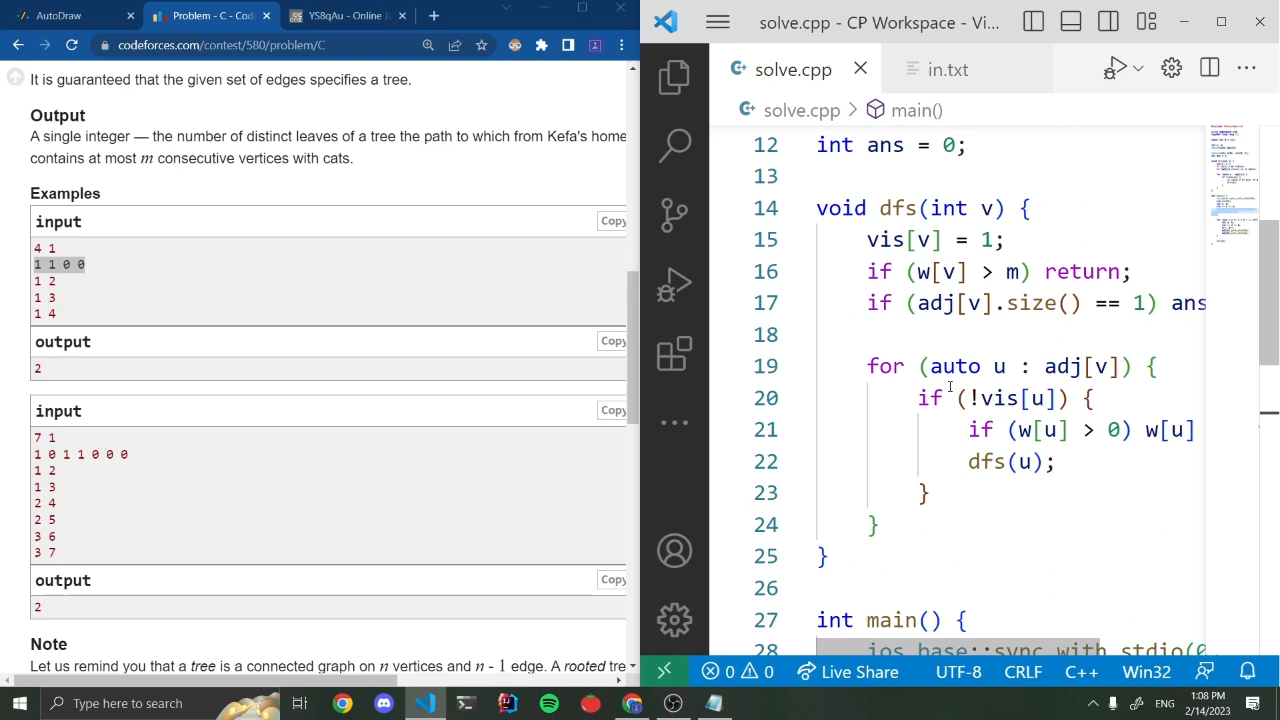 AutoDraw
Problem - C - Code
YS8qAu - Online J
codeforces.com/contest/580/problem/C
It is guaranteed that the given set of edges specifies a tree.
Output
A single integer — the number of distinct leaves of a tree the path to which from Kefa's home
contains at most m consecutive vertices with cats.
Examples
input
Copy
4 1
1 1 0 0
1 2
1 3
1 4
output
Copy
2
input
Copy
7 1
1 0 1 1 0 0 0
1 2
1 3
2 4
2 5
3 6
3 7
output
Copy
2
Note
Let us remind you that a tree is a connected graph on n vertices and n - 1 edge. A rooted tre
solve.cpp - CP Workspace - Vi...
solve.cpp
in.txt
solve.cpp > main()
12 int ans = 0;
13
14 void dfs(int v) {
15 vis[v] = 1;
16 if (w[v] > m) return;
17 if (adj[v].size() == 1) ans
18
19 for (auto u : adj[v]) {
20 if (!vis[u]) {
21 if (w[u] > 0) w[u]
22 dfs(u);
23 }
24 }
25 }
26
27 int main() {
28 ios_base::sync_with_stdio(0
0 0 Live Share UTF-8 CRLF C++ Win32
Type here to search
ENG
1:08 PM
2/14/2023